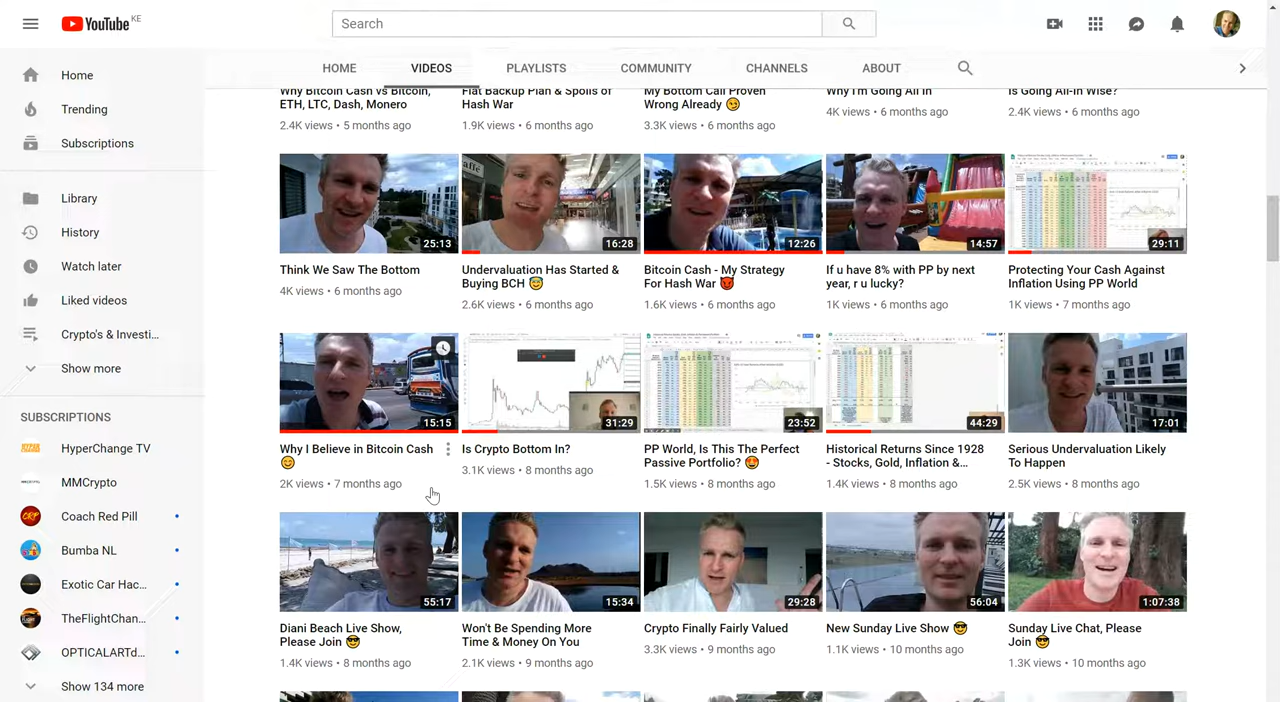 YouTube KE
Search
HOME VIDEOS PLAYLISTS COMMUNITY CHANNELS ABOUT
Home
Trending
Subscriptions
Library
History
Watch later
Liked videos
Crypto's & Investi...
Show more
SUBSCRIPTIONS
HyperChange TV
MMCrypto
Coach Red Pill
Bumba NL
Exotic Car Hac...
TheFlightChan...
OPTICALARTd...
Show 134 more
Why Bitcoin Cash vs Bitcoin,
ETH, LTC, Dash, Monero
2.4K views • 5 months ago
Fiat Backup Plan & Spoils of
Hash War
1.9K views • 6 months ago
My Bottom Call Proven
Wrong Already 😏
3.3K views • 6 months ago
Why I'm Going All In
4K views • 6 months ago
Is Going All-In Wise?
2.4K views • 6 months ago
25:13
Think We Saw The Bottom
4K views • 6 months ago
16:28
Undervaluation Has Started &
Buying BCH 😇
2.6K views • 6 months ago
12:26
Bitcoin Cash - My Strategy
For Hash War 😈
1.6K views • 6 months ago
14:57
If u have 8% with PP by next
year, r u lucky?
1K views • 6 months ago
29:11
Protecting Your Cash Against
Inflation Using PP World
1K views • 7 months ago
15:15
Why I Believe in Bitcoin Cash
😊
2K views • 7 months ago
31:29
Is Crypto Bottom In?
3.1K views • 8 months ago
23:52
PP World, Is This The Perfect
Passive Portfolio? 🤩
1.5K views • 8 months ago
44:29
Historical Returns Since 1928
- Stocks, Gold, Inflation &...
1.4K views • 8 months ago
17:01
Serious Undervaluation Likely
To Happen
2.5K views • 8 months ago
55:17
Diani Beach Live Show,
Please Join 😎
1.4K views • 8 months ago
15:34
Won't Be Spending More
Time & Money On You
2.1K views • 9 months ago
29:28
Crypto Finally Fairly Valued
3.3K views • 9 months ago
56:04
New Sunday Live Show 😎
1.1K views • 10 months ago
1:07:38
Sunday Live Chat, Please
Join 😎
1.3K views • 10 months ago